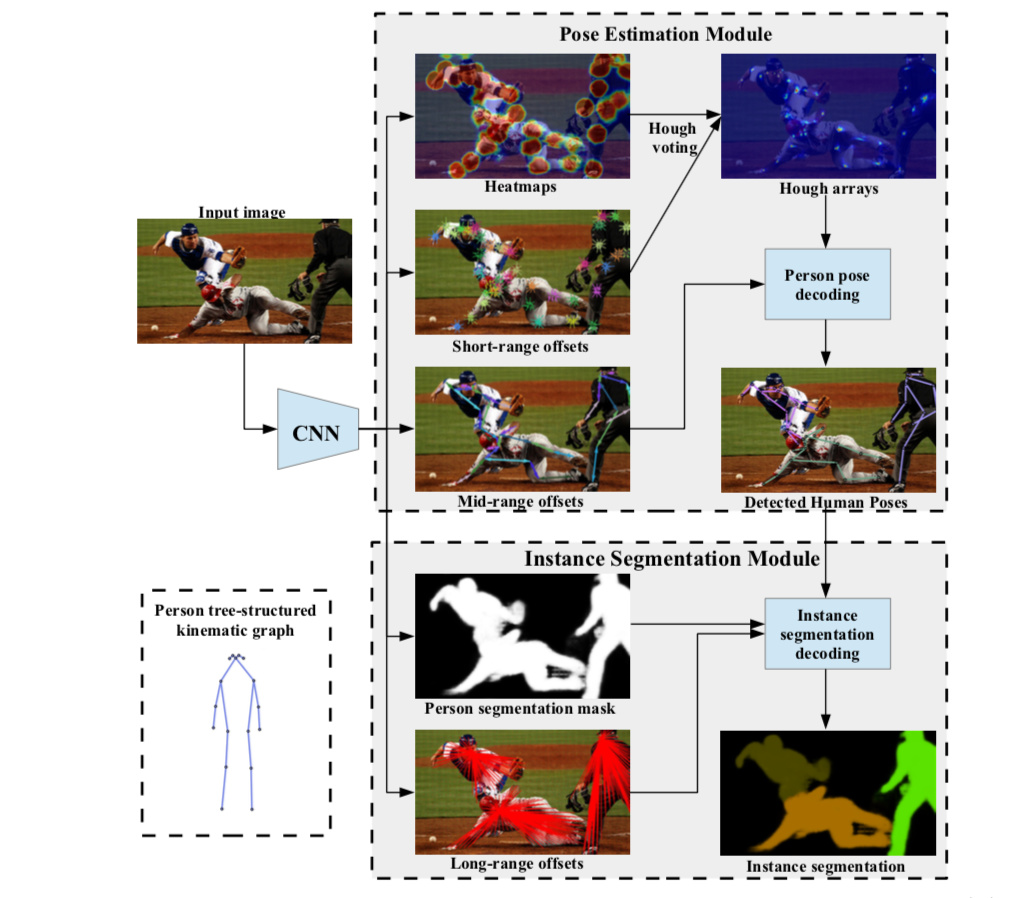 Pose Estimation Module
Heatmaps
Hough
voting
Hough arrays
Input image
Short-range offsets
Person pose
decoding
CNN
Mid-range offsets
Detected Human Poses
Instance Segmentation Module
Person tree-structured
kinematic graph
Person segmentation mask
Instance
segmentation
decoding
Long-range offsets
Instance segmentation